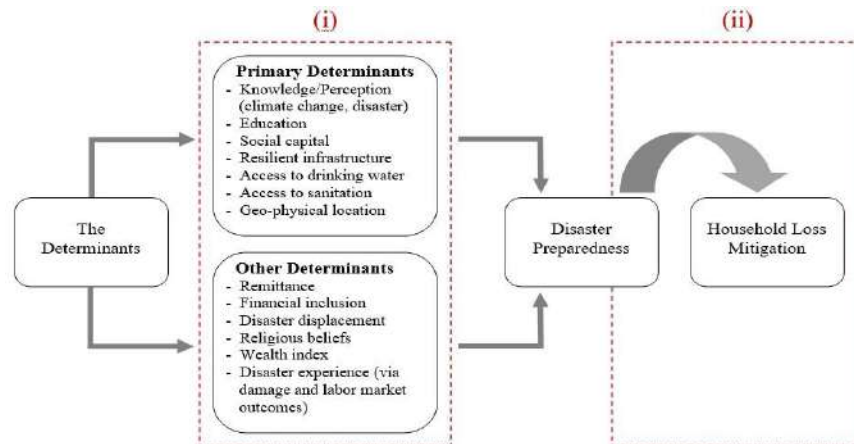 (i)
(ii)
Primary Determinants
- Knowledge/Perception
(climate change, disaster)
- Education
- Social capital
- Resilient infrastructure
- Access to drinking water
- Access to sanitation
- Geo-physical location
The
Determinants
Disaster
Preparedness
Household Loss
Mitigation
Other Determinants
- Remittance
- Financial inclusion
- Disaster displacement
- Religious beliefs
- Wealth index
- Disaster experience (via
damage and labor market
outcomes)